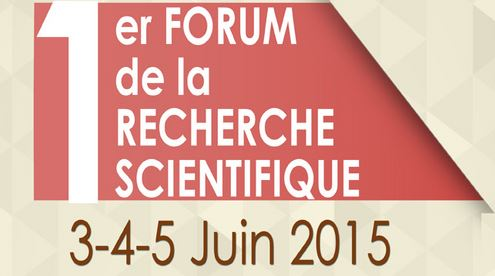 1er FORUM
de la
RECHERCHE
SCIENTIFIQUE
3-4-5 Juin 2015